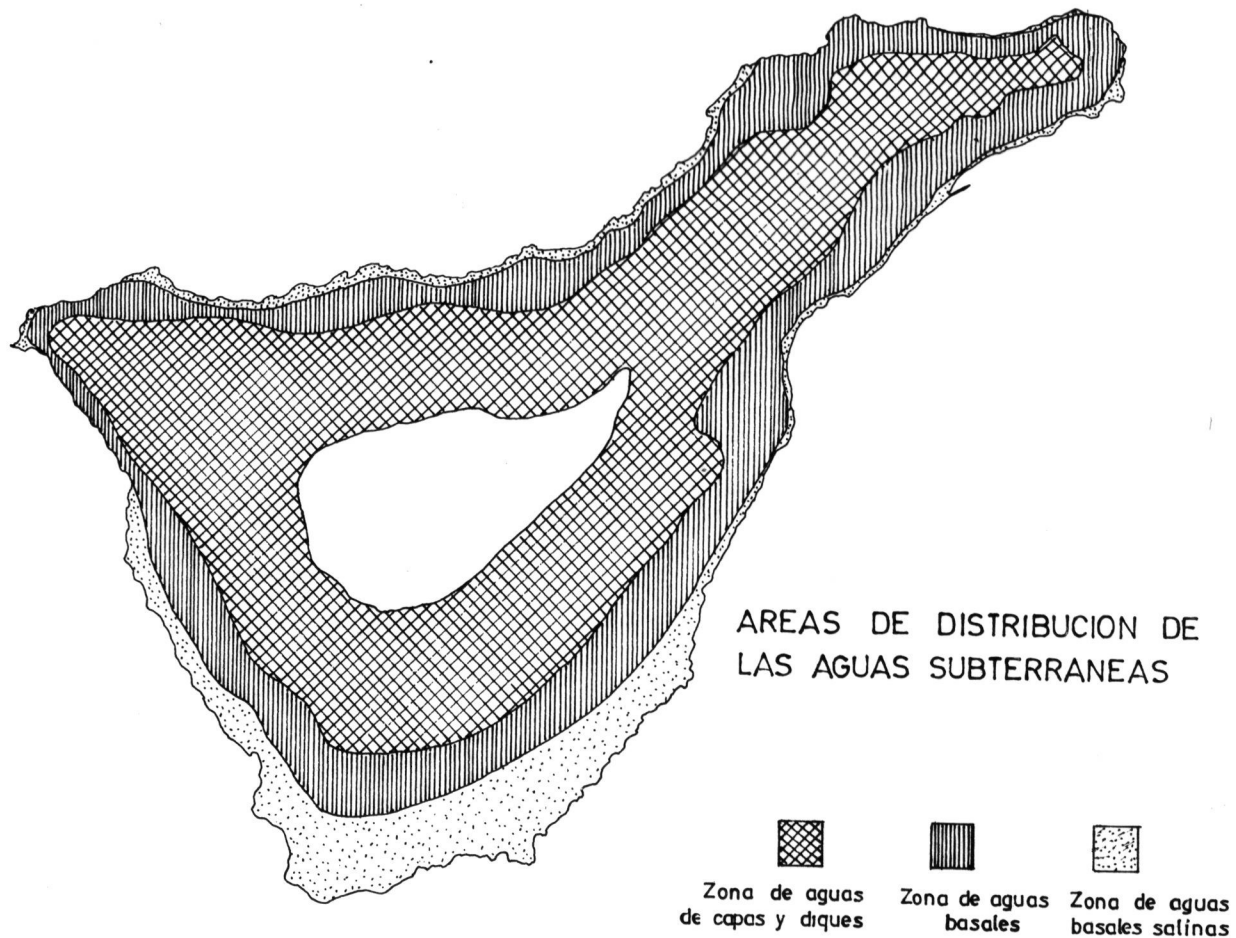 AREAS DE DISTRIBUCION DE
LAS AGUAS SUBTERRANEAS
Zona de aguas
de capas y diques
Zona de aguas
basales
Zona de aguas
basales salinas